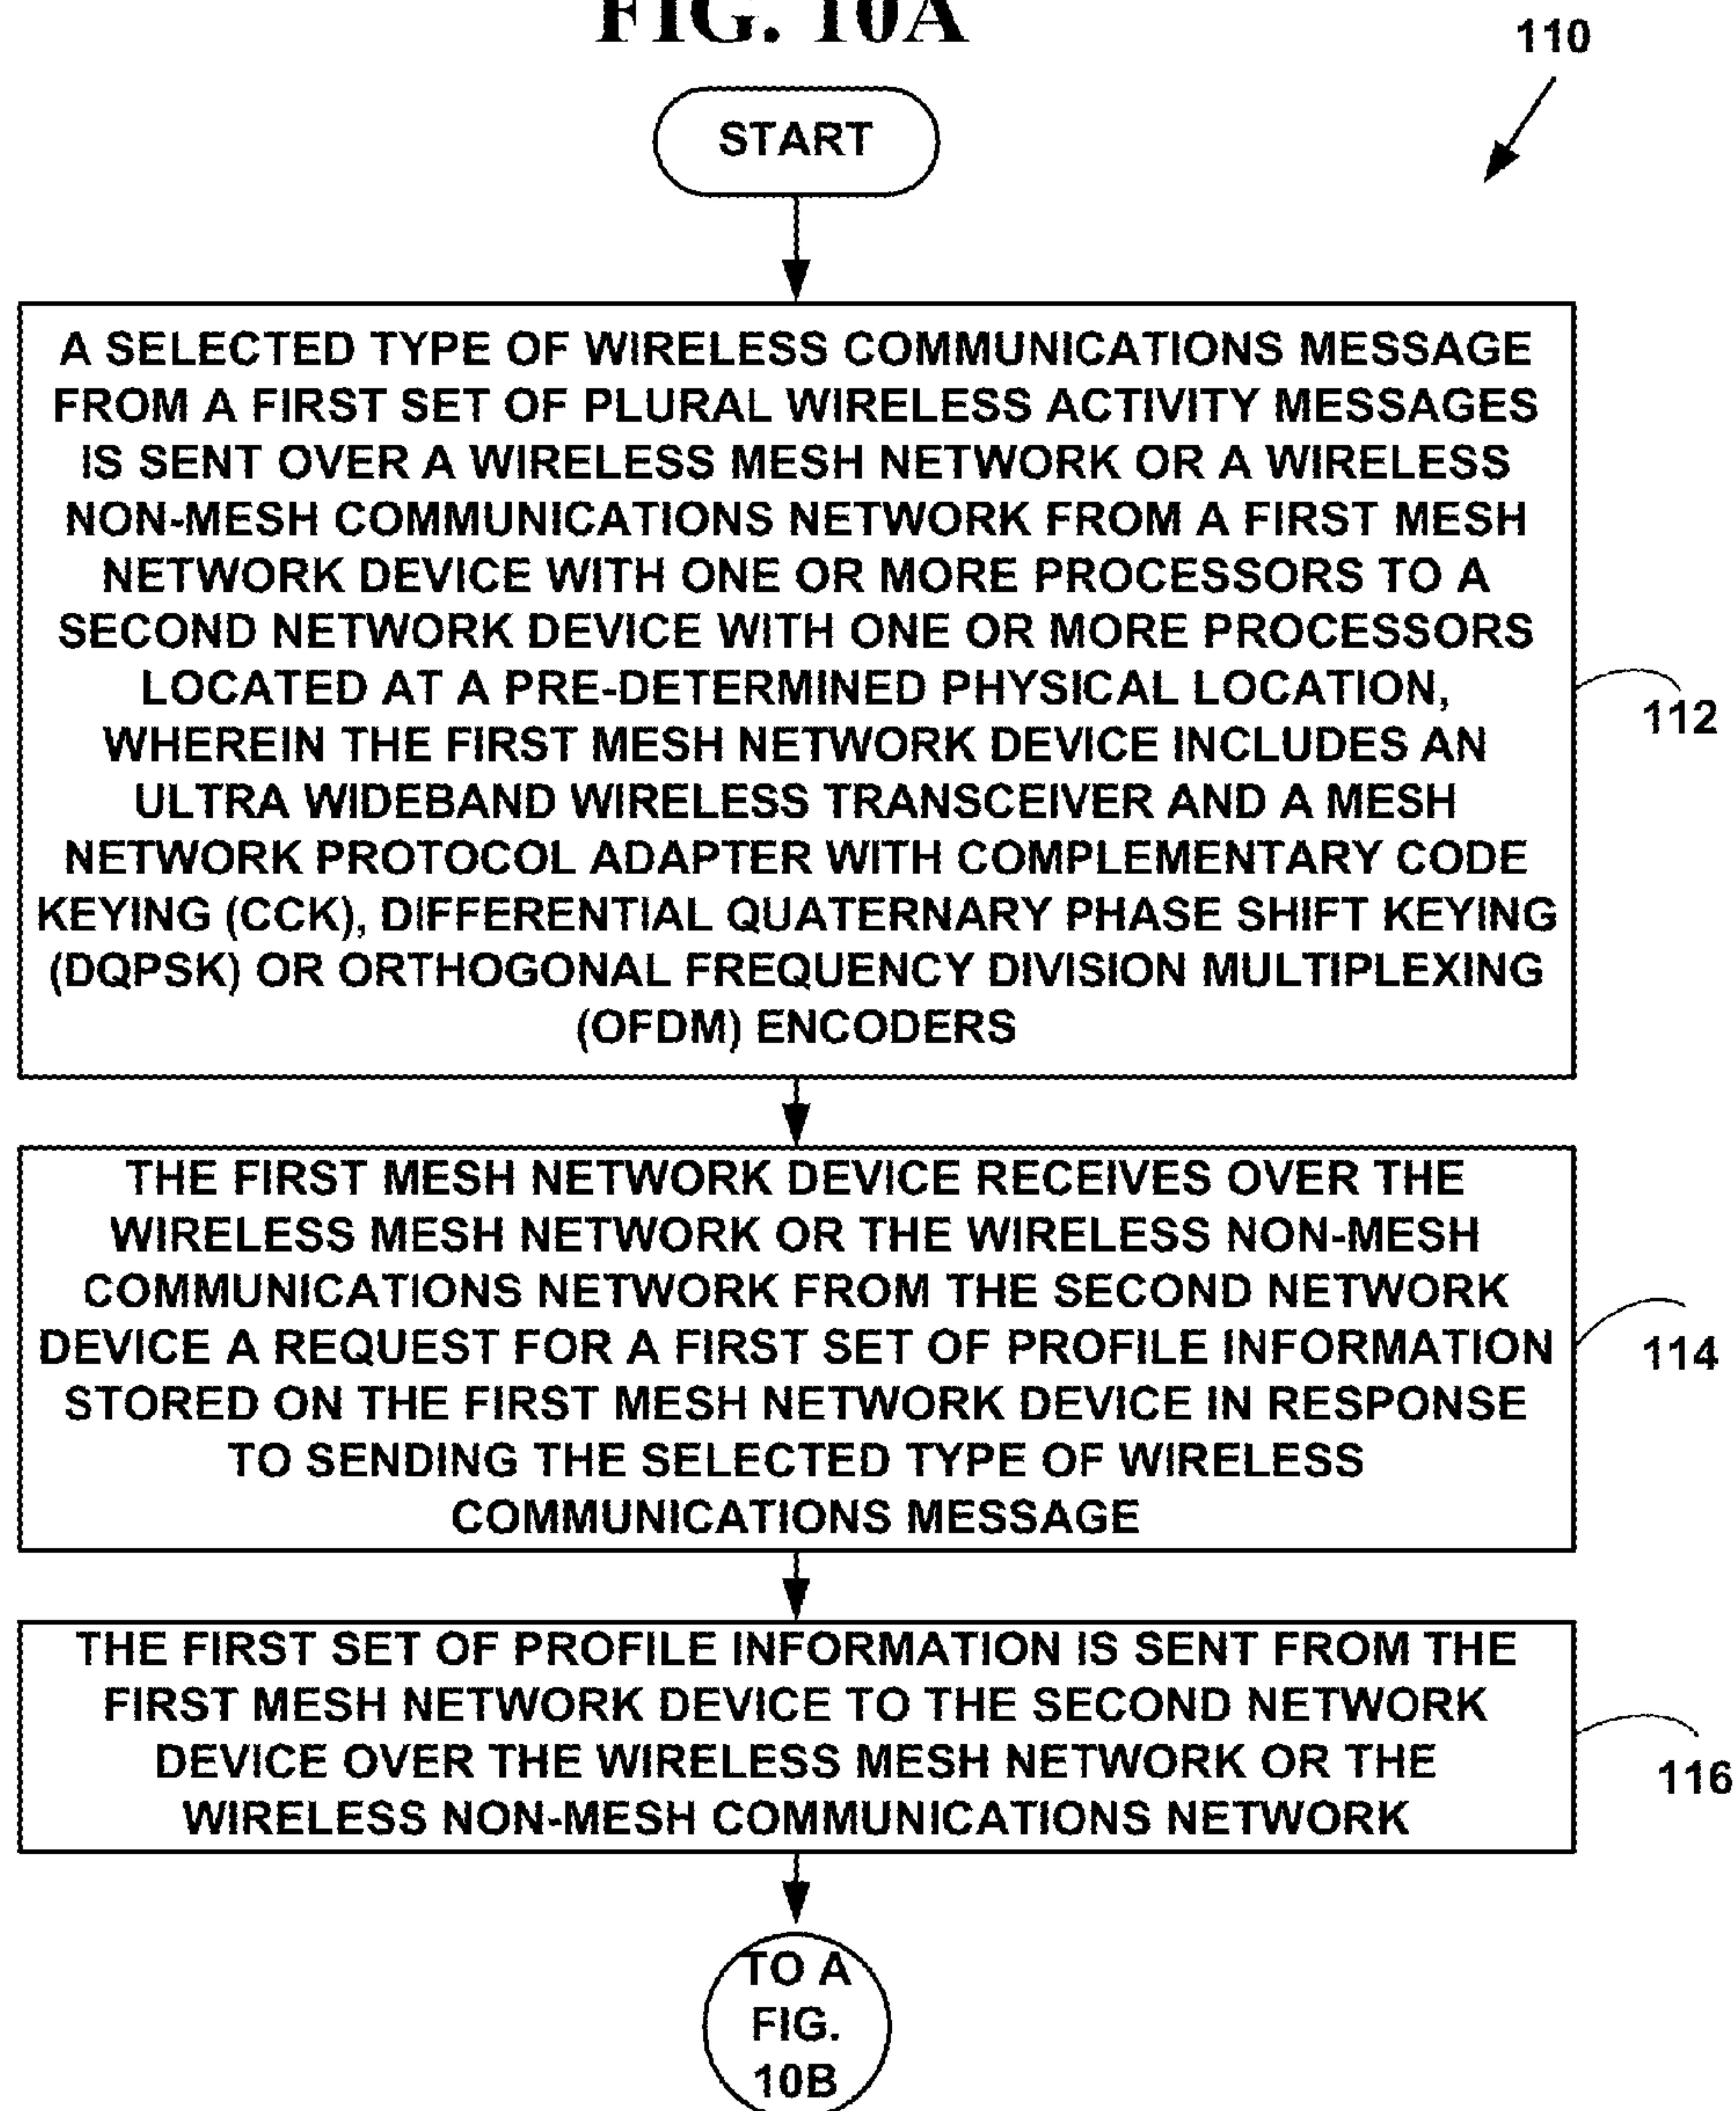 FIG. 10A
110
START
A SELECTED TYPE OF WIRELESS COMMUNICATIONS MESSAGE
FROM A FIRST SET OF PLURAL WIRELESS ACTIVITY MESSAGES
IS SENT OVER A WIRELESS MESH NETWORK OR A WIRELESS
NON-MESH COMMUNICATIONS NETWORK FROM A FIRST MESH
NETWORK DEVICE WITH ONE OR MORE PROCESSORS TO A
SECOND NETWORK DEVICE WITH ONE OR MORE PROCESSORS
LOCATED AT A PRE-DETERMINED PHYSICAL LOCATION,
WHEREIN THE FIRST MESH NETWORK DEVICE INCLUDES AN
ULTRA WIDEBAND WIRELESS TRANSCEIVER AND A MESH
NETWORK PROTOCOL ADAPTER WITH COMPLEMENTARY CODE
KEYING (CCK), DIFFERENTIAL QUATERNARY PHASE SHIFT KEYING
(DQPSK) OR ORTHOGONAL FREQUENCY DIVISION MULTIPLEXING
(OFDM) ENCODERS
112
THE FIRST MESH NETWORK DEVICE RECEIVES OVER THE
WIRELESS MESH NETWORK OR THE WIRELESS NON-MESH
COMMUNICATIONS NETWORK FROM THE SECOND NETWORK
DEVICE A REQUEST FOR A FIRST SET OF PROFILE INFORMATION
STORED ON THE FIRST MESH NETWORK DEVICE IN RESPONSE
TO SENDING THE SELECTED TYPE OF WIRELESS
COMMUNICATIONS MESSAGE
114
THE FIRST SET OF PROFILE INFORMATION IS SENT FROM THE
FIRST MESH NETWORK DEVICE TO THE SECOND NETWORK
DEVICE OVER THE WIRELESS MESH NETWORK OR THE
WIRELESS NON-MESH COMMUNICATIONS NETWORK
116
TO A
FIG.
10B